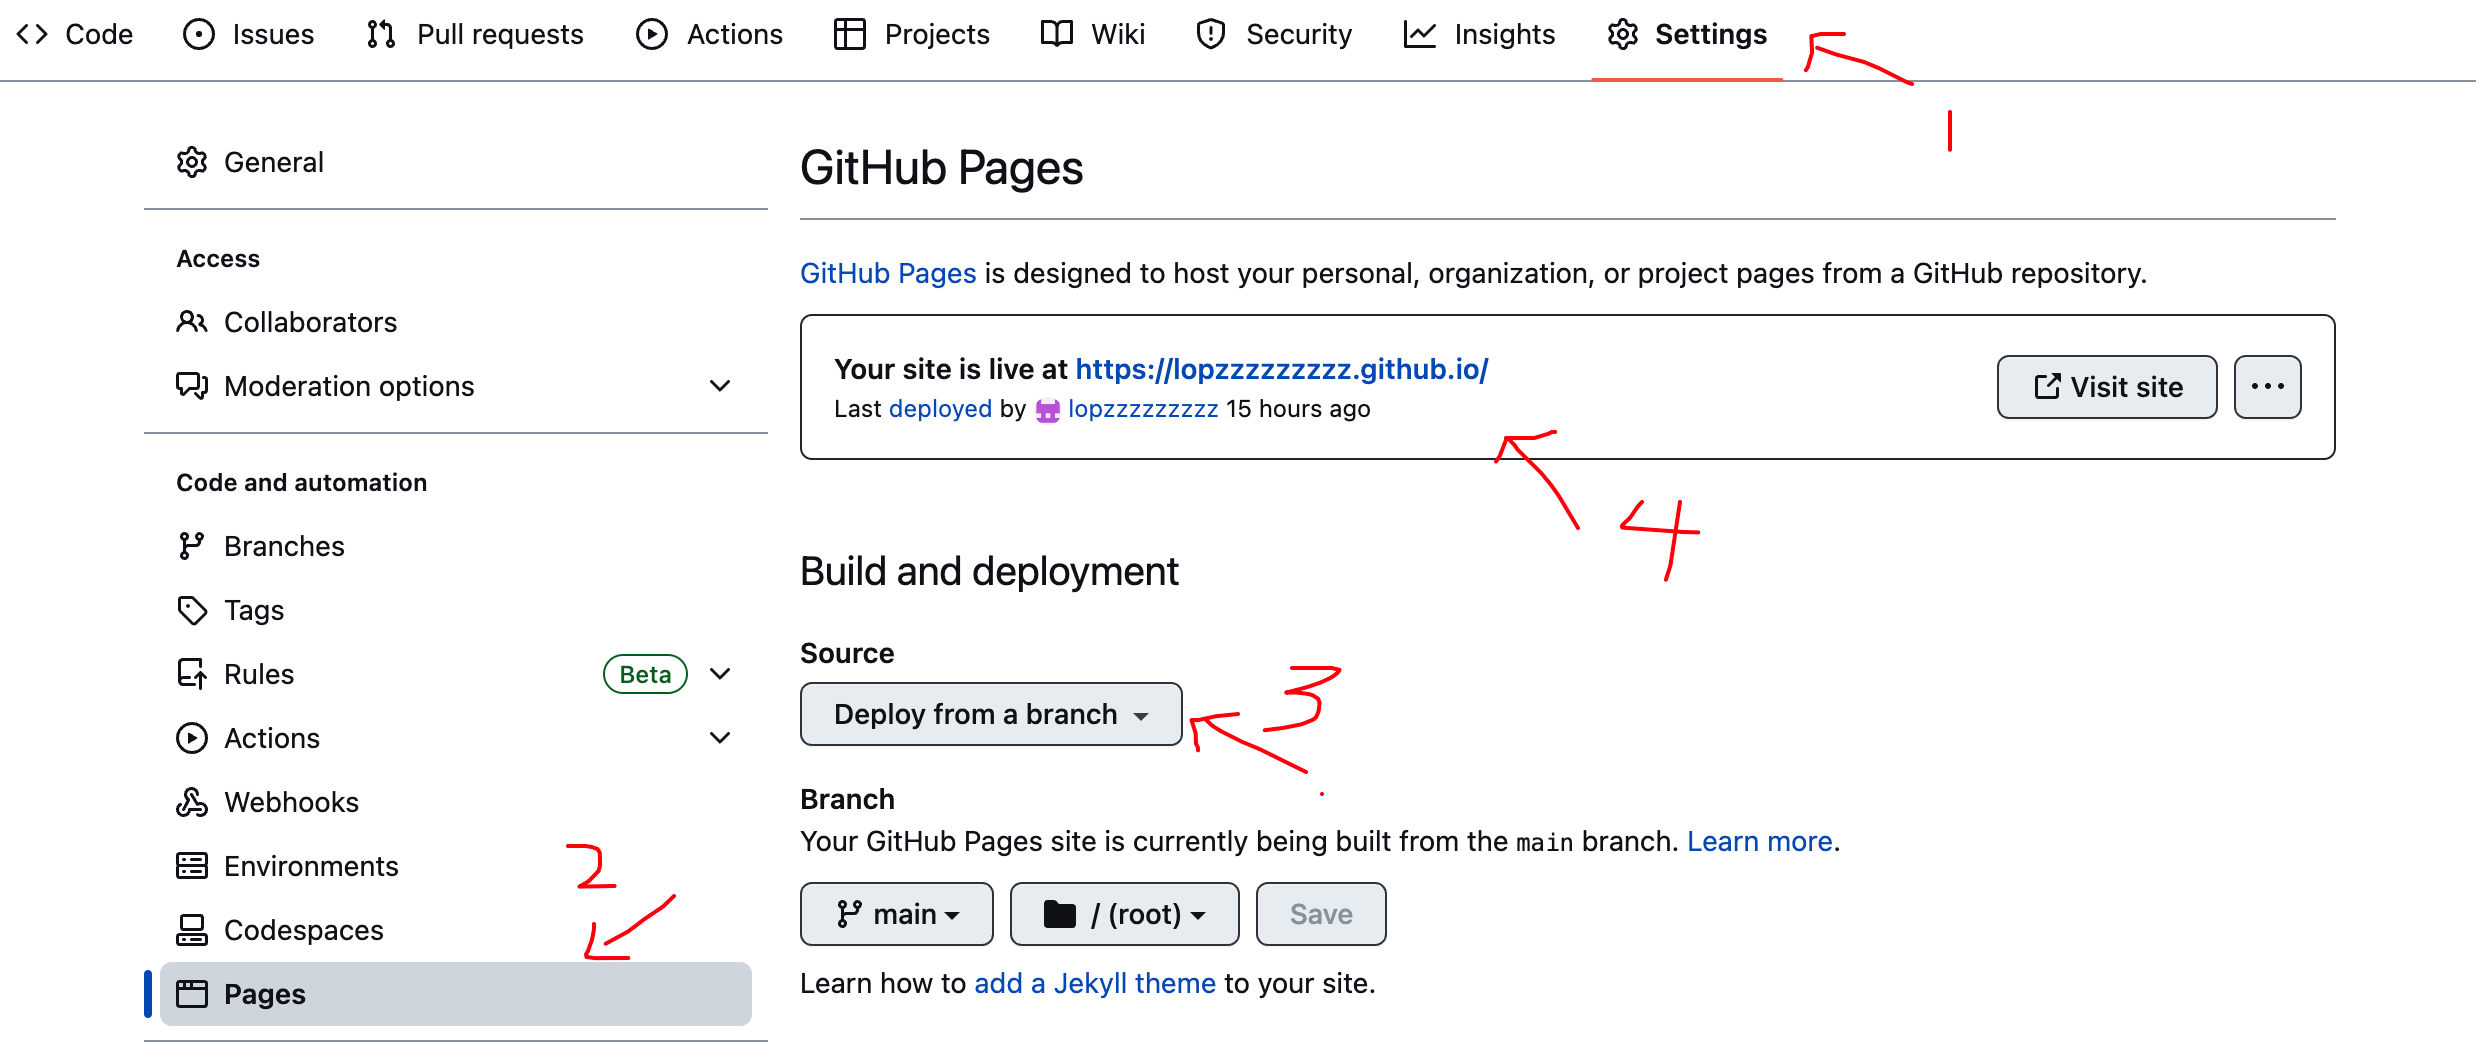 Code Issues Pull requests Actions Projects Wiki Security Insights Settings
1
General
Access
Collaborators
Moderation options
Code and automation
Branches
Tags
Rules Beta
Actions
Webhooks
Environments
2
Codespaces
Pages
GitHub Pages
GitHub Pages is designed to host your personal, organization, or project pages from a GitHub repository.
Your site is live at https://lopzzzzzzzzz.github.io/
Last deployed by lopzzzzzzzzz 15 hours ago
Visit site
4
Build and deployment
Source
Deploy from a branch
3
Branch
Your GitHub Pages site is currently being built from the main branch. Learn more.
main / (root) Save
Learn how to add a Jekyll theme to your site.